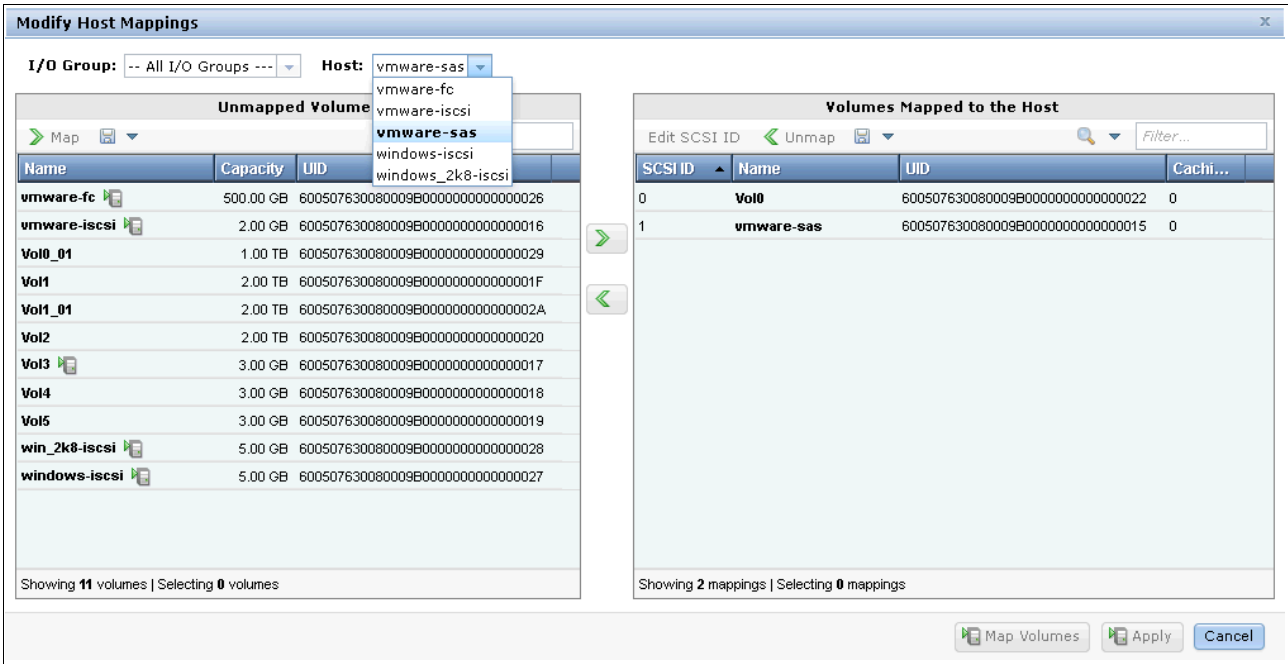 Modify Host Mappings
x
I/O Group: -- All I/O Groups --- Host: vmware-sas
vmware-fc
vmware-iscsi
vmware-sas
windows-iscsi
windows_2k8-iscsi
Unmapped Volume
Map
Name Capacity UID
vmware-fc 500.00 GB 600507630080009B0000000000000026
vmware-iscsi 2.00 GB 600507630080009B0000000000000016
Vol0_01 1.00 TB 600507630080009B0000000000000029
Vol1 2.00 TB 600507630080009B000000000000001F
Vol1_01 2.00 TB 600507630080009B000000000000002A
Vol2 2.00 TB 600507630080009B0000000000000020
Vol3 3.00 GB 600507630080009B0000000000000017
Vol4 3.00 GB 600507630080009B0000000000000018
Vol5 3.00 GB 600507630080009B0000000000000019
win_2k8-iscsi 5.00 GB 600507630080009B0000000000000028
windows-iscsi 5.00 GB 600507630080009B0000000000000027
Showing 11 volumes | Selecting 0 volumes
Volumes Mapped to the Host
Edit SCSI ID Unmap Filter...
SCSI ID Name UID Cachi...
0 Vol0 600507630080009B0000000000000022 0
1 vmware-sas 600507630080009B0000000000000015 0
Showing 2 mappings | Selecting 0 mappings
Map Volumes Apply Cancel